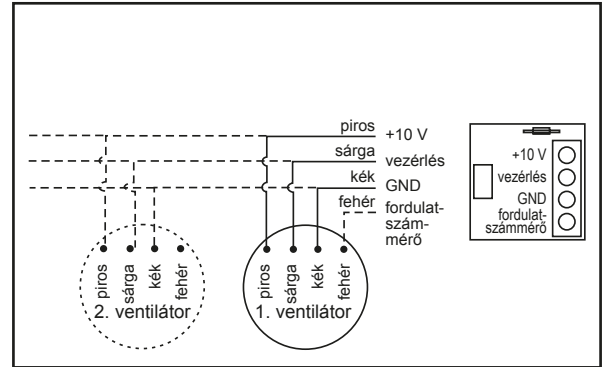 piros
+10 V
sárga
vezérlés
kék
GND
fehér
fordulat-
szám-
mérő
+10 V
vezérlés
GND
fordulat-
számmérő
piros
sárga
kék
fehér
2. ventilátor
piros
sárga
kék
fehér
1. ventilátor